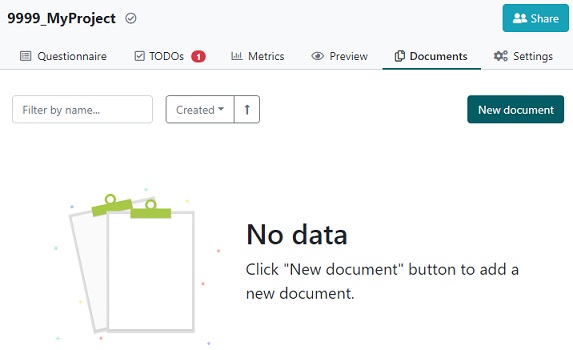 9999_MyProject
Share
Questionnaire
TODOs 1
Metrics
Preview
Documents
Settings
Filter by name...
Created
New document
No data
Click "New document" button to add a
new document.